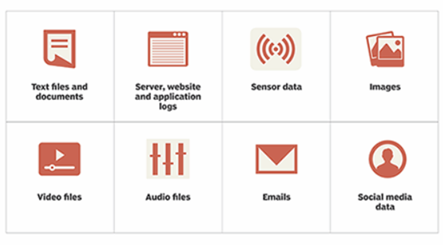 Text files and
documents
Server, website
and application
logs
Sensor data
Images
Video files
Audio files
Emails
Social media
data